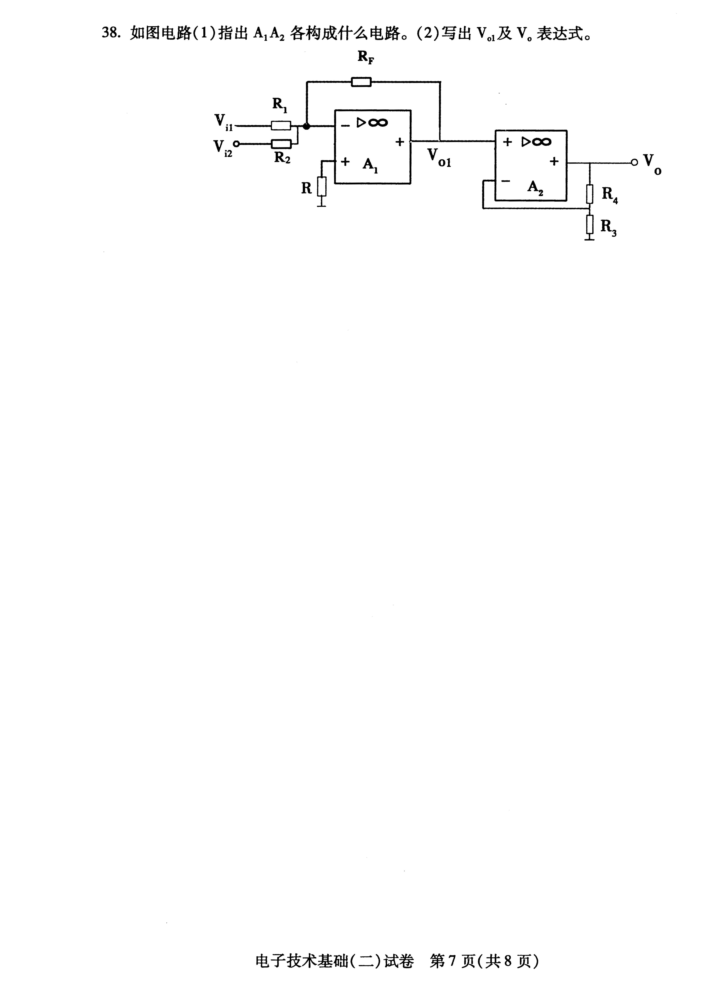 38. 如图电路(1)指出 A₁A₂ 各构成什么电路。(2)写出 Vₒ₁及 Vₒ 表达式。
R_F
R₁
V_i1
− ▷∞
V_i2
+
+ ▷∞
R₂
V_o1
V_o
+ A₁
+
R
− A₂
R₄
R₃
电子技术基础(二)试卷 第7页(共8页)